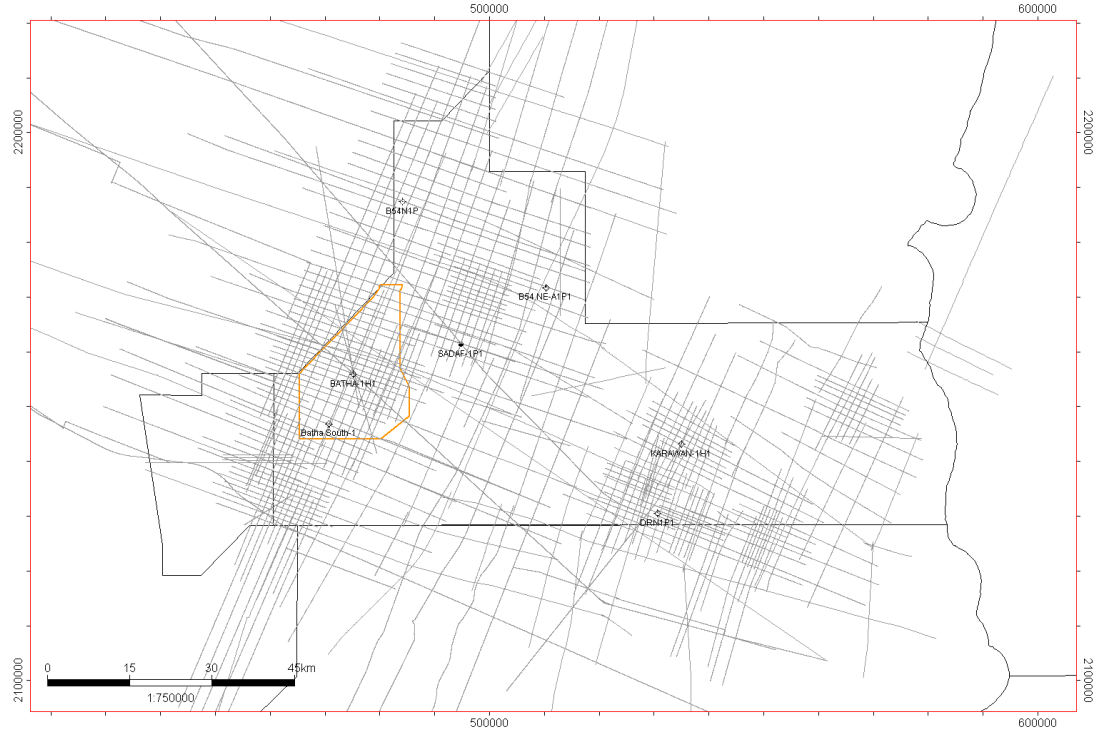 500000
600000
2200000
2200000
B54N1P
B54 NE-A1P1
SADAF-1P1
BATHA-1H1
Batha South-1
KARAWAN-1H1
DRN1P1
0 15 30 45km
1:750000
2100000
2100000
500000
600000